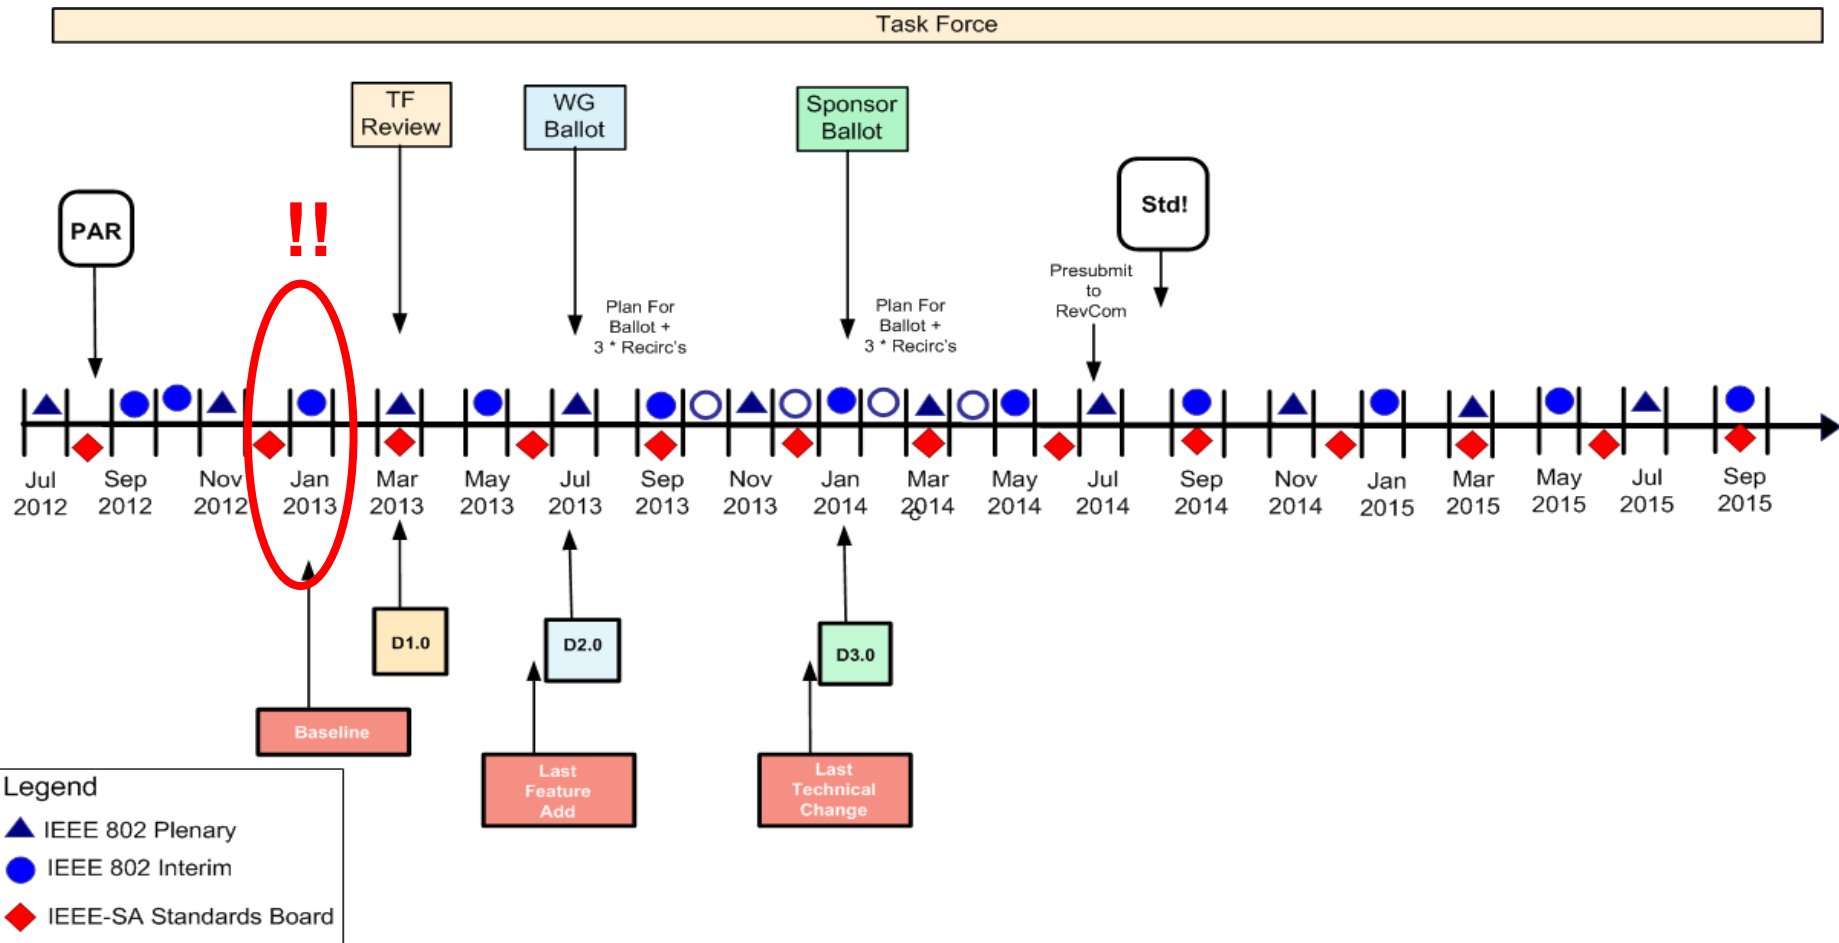 Task Force
TF
Review
WG
Ballot
Sponsor
Ballot
PAR
!!
Std!
Presubmit
to
RevCom
Plan For
Ballot +
3 * Recirc's
Plan For
Ballot +
3 * Recirc's
Jul
2012
Sep
2012
Nov
2012
Jan
2013
Mar
2013
May
2013
Jul
2013
Sep
2013
Nov
2013
Jan
2014
Mar
2014
c
May
2014
Jul
2014
Sep
2014
Nov
2014
Jan
2015
Mar
2015
May
2015
Jul
2015
Sep
2015
D1.0
D2.0
D3.0
Baseline
Last
Feature
Add
Last
Technical
Change
Legend
IEEE 802 Plenary
IEEE 802 Interim
IEEE-SA Standards Board